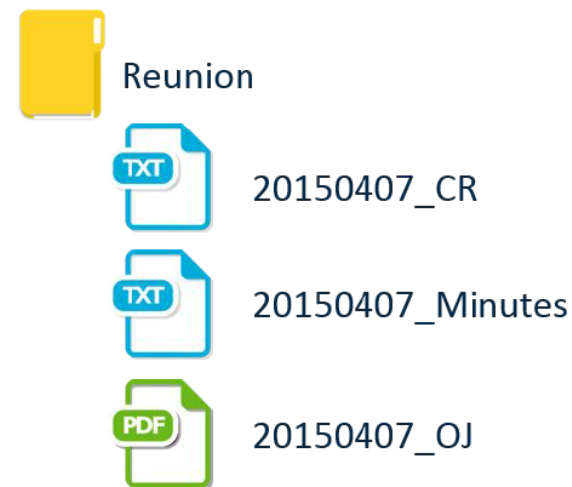 Reunion
TXT
20150407_CR
TXT
20150407_Minutes
PDF
20150407_OJ